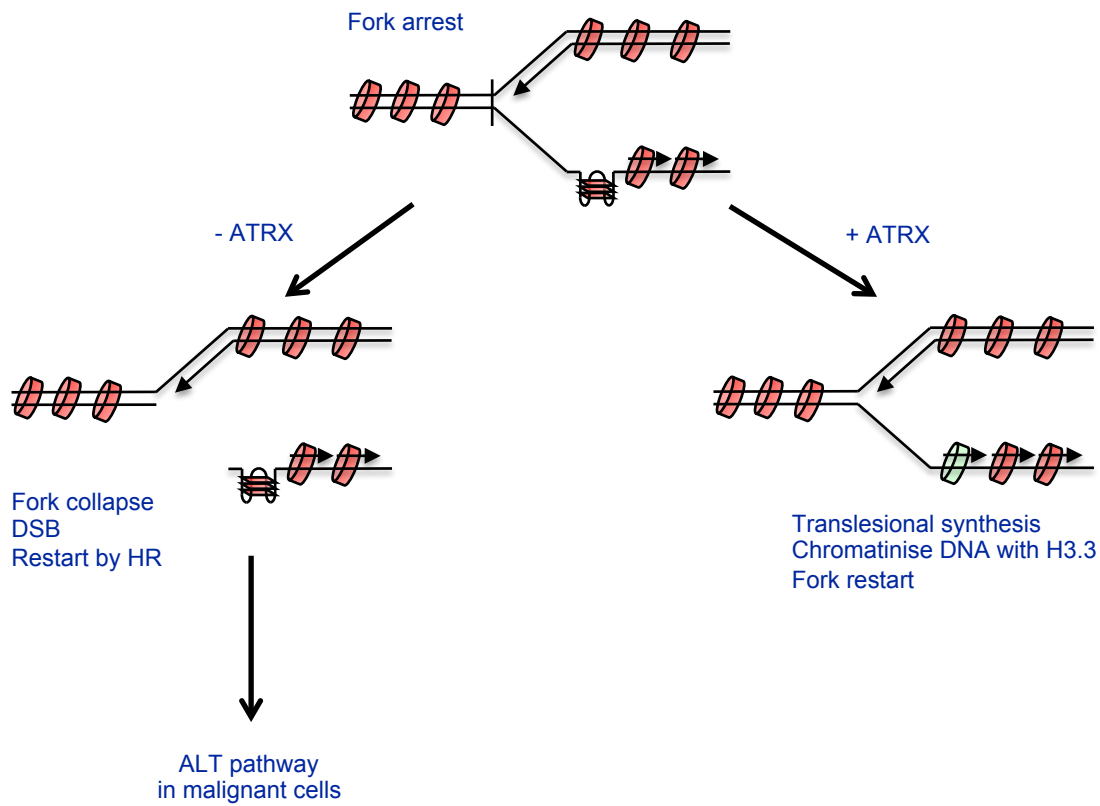 Fork arrest
- ATRX
+ ATRX
Fork collapse
DSB
Restart by HR
Translesional synthesis
Chromatinise DNA with H3.3
Fork restart
ALT pathway
in malignant cells